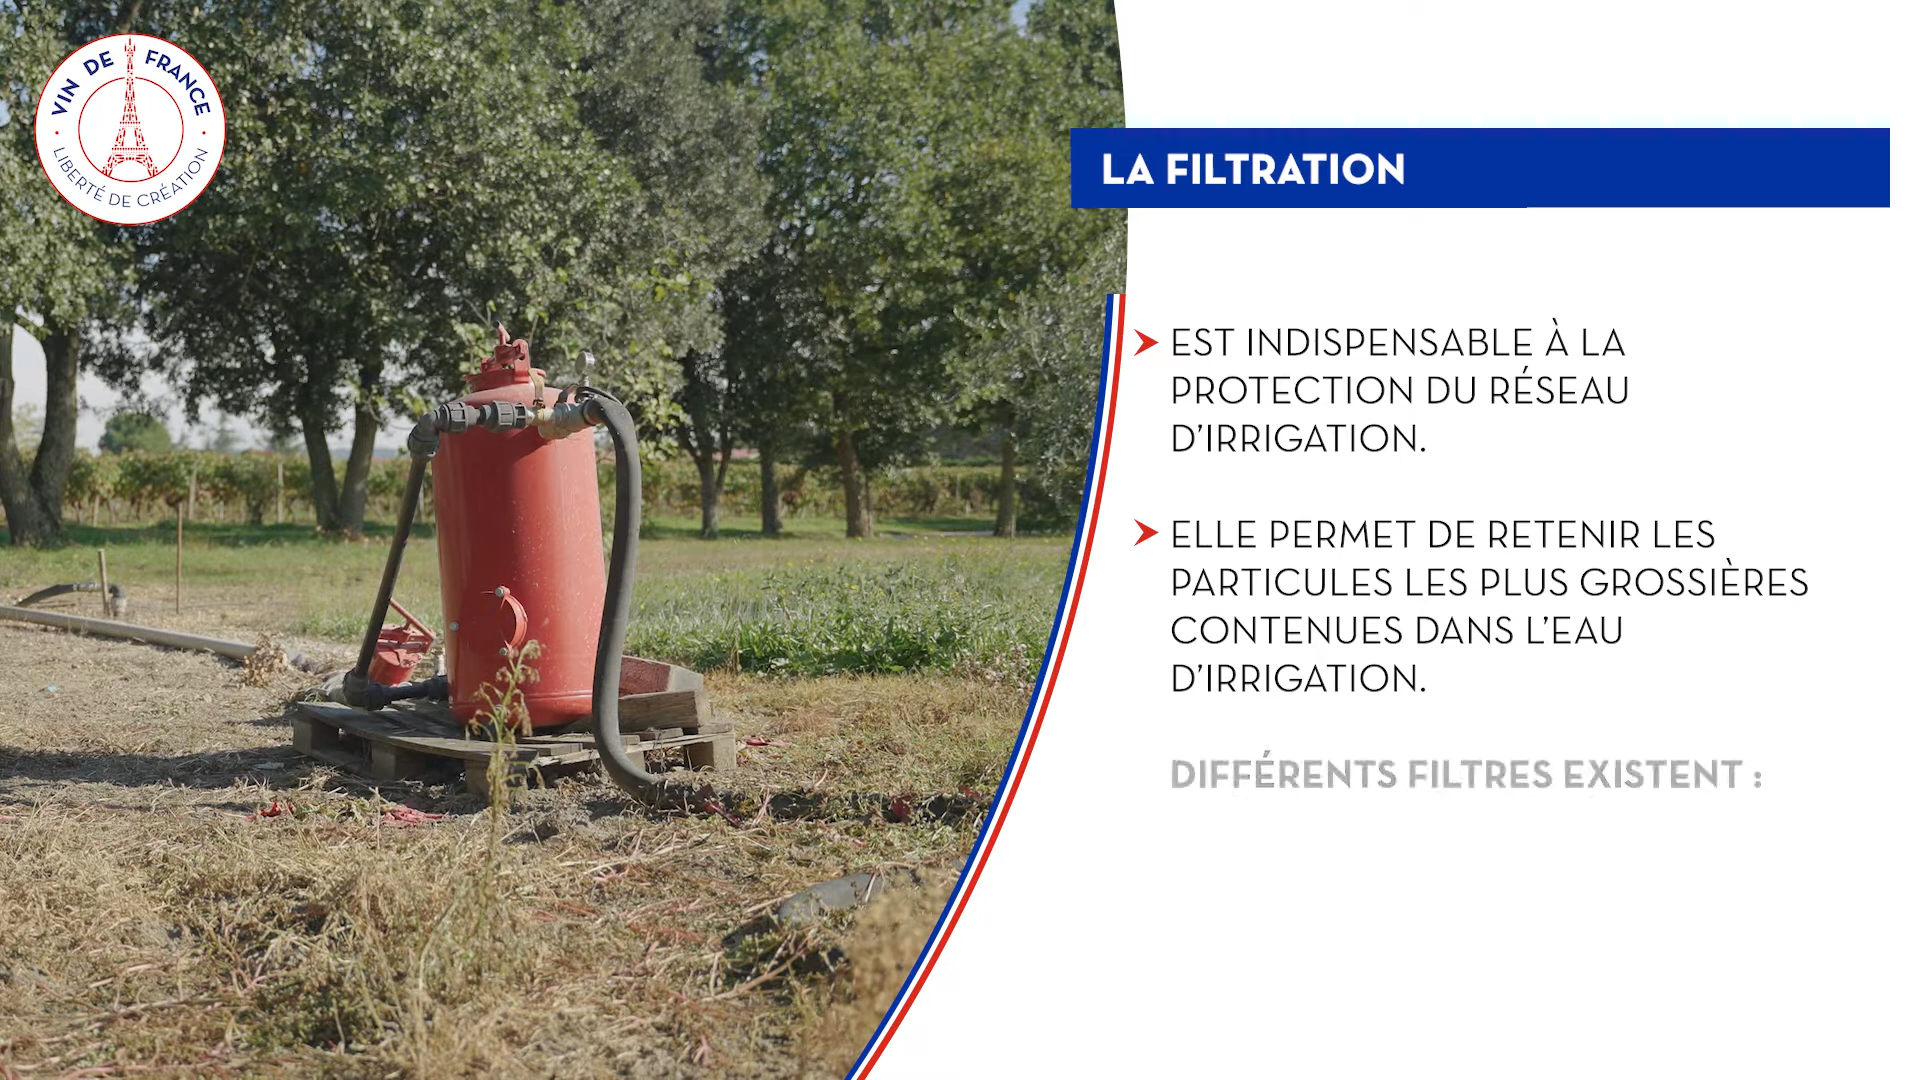 VIN DE FRANCE
LIBERTÉ DE CRÉATION
LA FILTRATION
EST INDISPENSABLE À LA
PROTECTION DU RÉSEAU
D’IRRIGATION.
ELLE PERMET DE RETENIR LES
PARTICULES LES PLUS GROSSIÈRES
CONTENUES DANS L’EAU
D’IRRIGATION.
DIFFÉRENTS FILTRES EXISTENT :